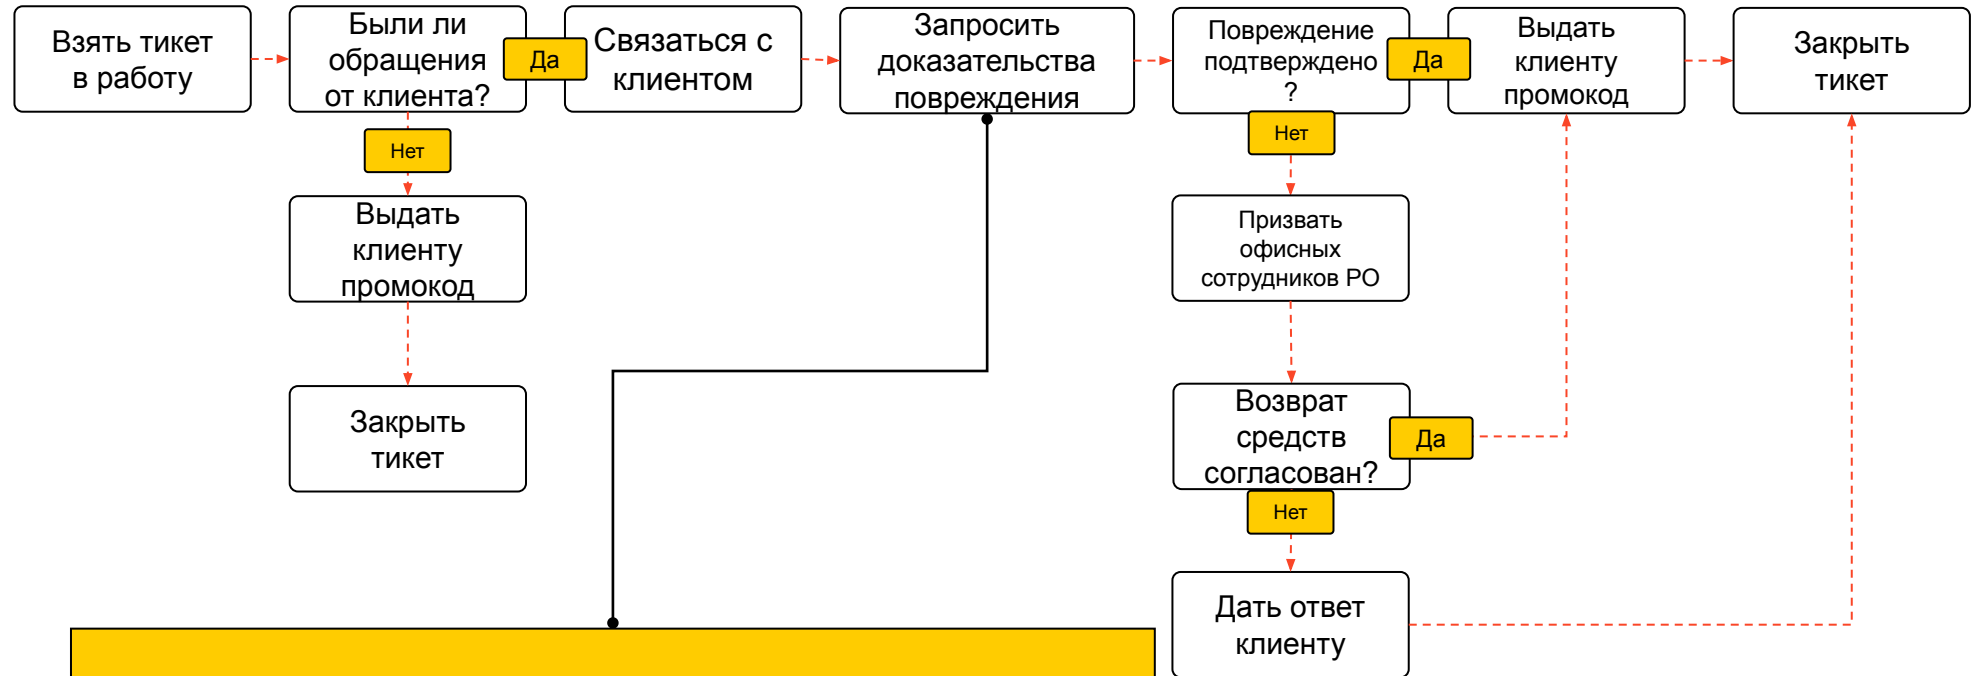 Взять тикет
в работу
Были ли
обращения
от клиента?
Да
Связаться с
клиентом
Запросить
доказательства
повреждения
Повреждение
подтверждено
?
Да
Выдать
клиенту
промокод
Закрыть
тикет
Нет
Нет
Выдать
клиенту
промокод
Призвать
офисных
сотрудников РО
Закрыть
тикет
Возврат
средств
согласован?
Да
Нет
Дать ответ
клиенту